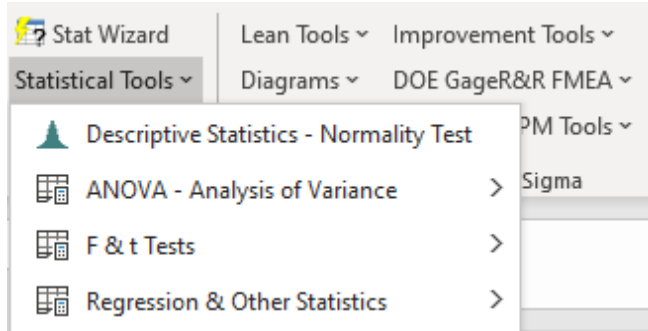 Stat Wizard
Lean Tools
Improvement Tools
Statistical Tools
Diagrams
DOE GageR&R FMEA
PM Tools
Sigma
Descriptive Statistics - Normality Test
ANOVA - Analysis of Variance
F & t Tests
Regression & Other Statistics